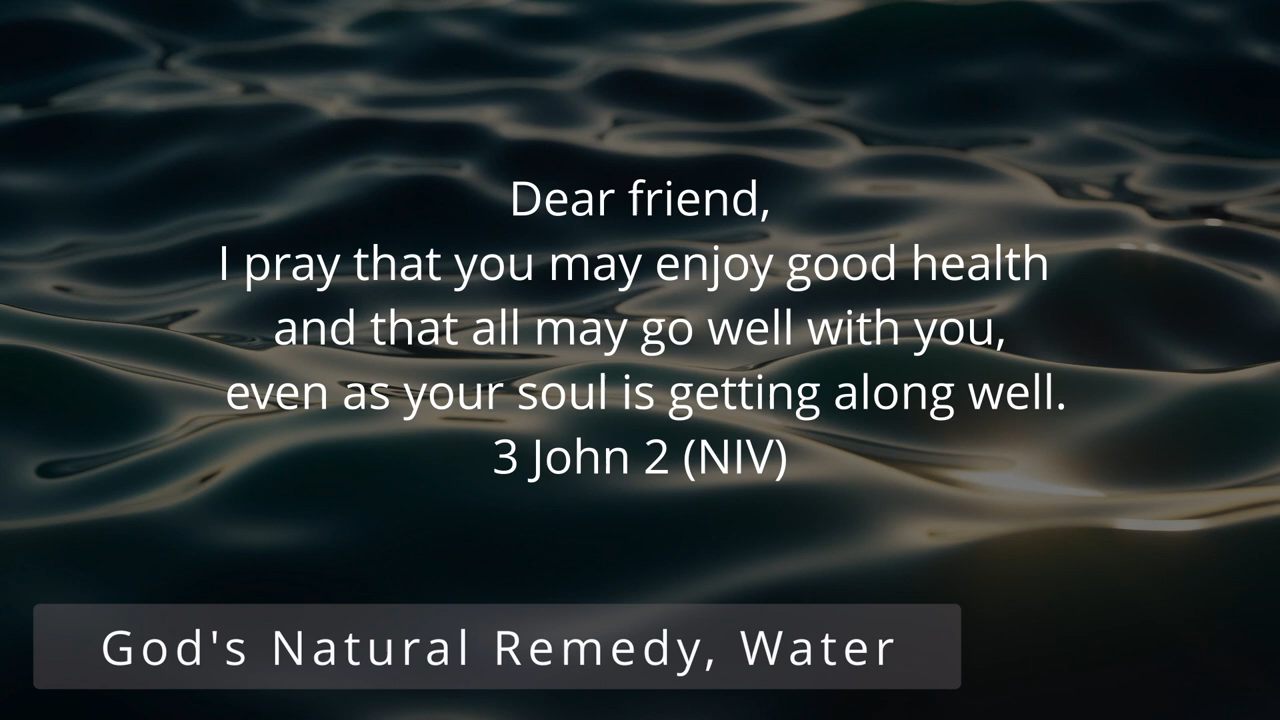 Dear friend,
I pray that you may enjoy good health
and that all may go well with you,
even as your soul is getting along well.
3 John 2 (NIV)
God's Natural Remedy, Water